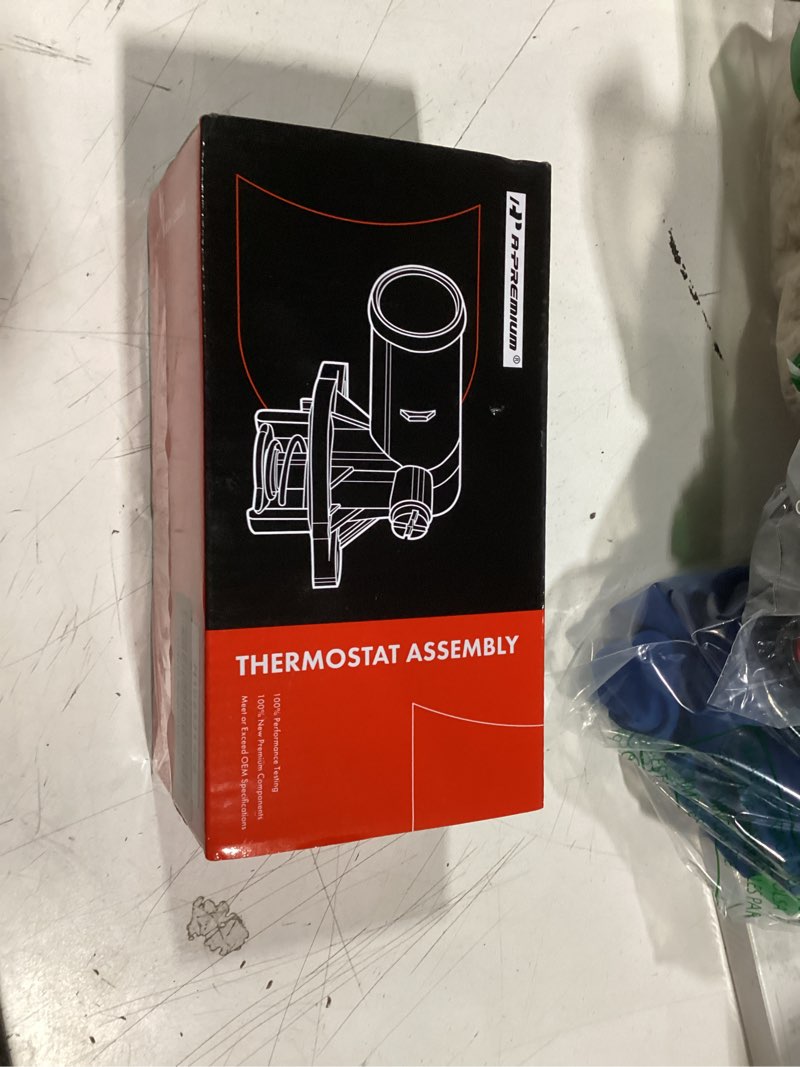 A-PREMIUM®
THERMOSTAT ASSEMBLY
100% Performance Testing
100% New Premium Components
Meet or Exceed OEM Specifications